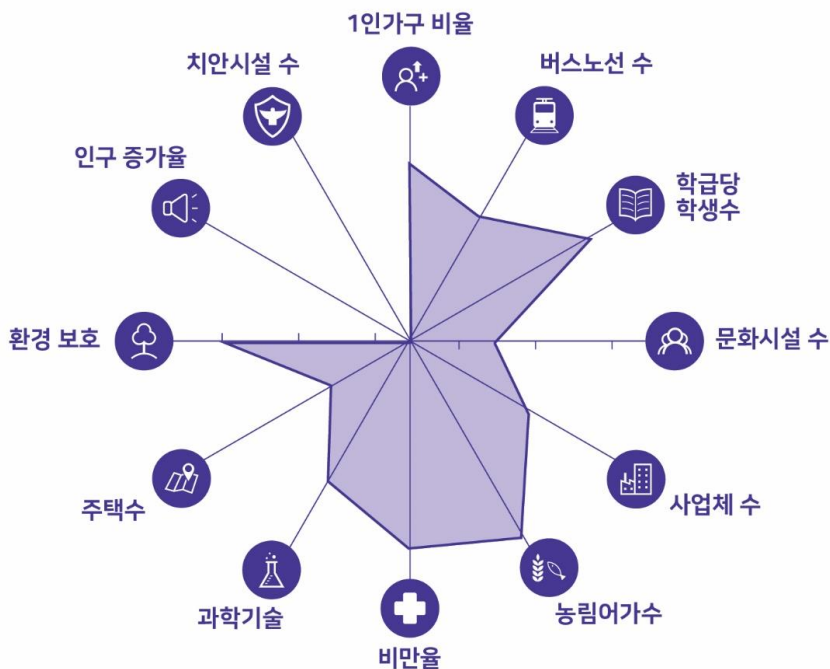 1인가구 비율
치안시설 수
버스노선 수
인구 증가율
학급당
학생수
환경 보호
문화시설 수
주택수
사업체 수
과학기술
농림어가수
비만율